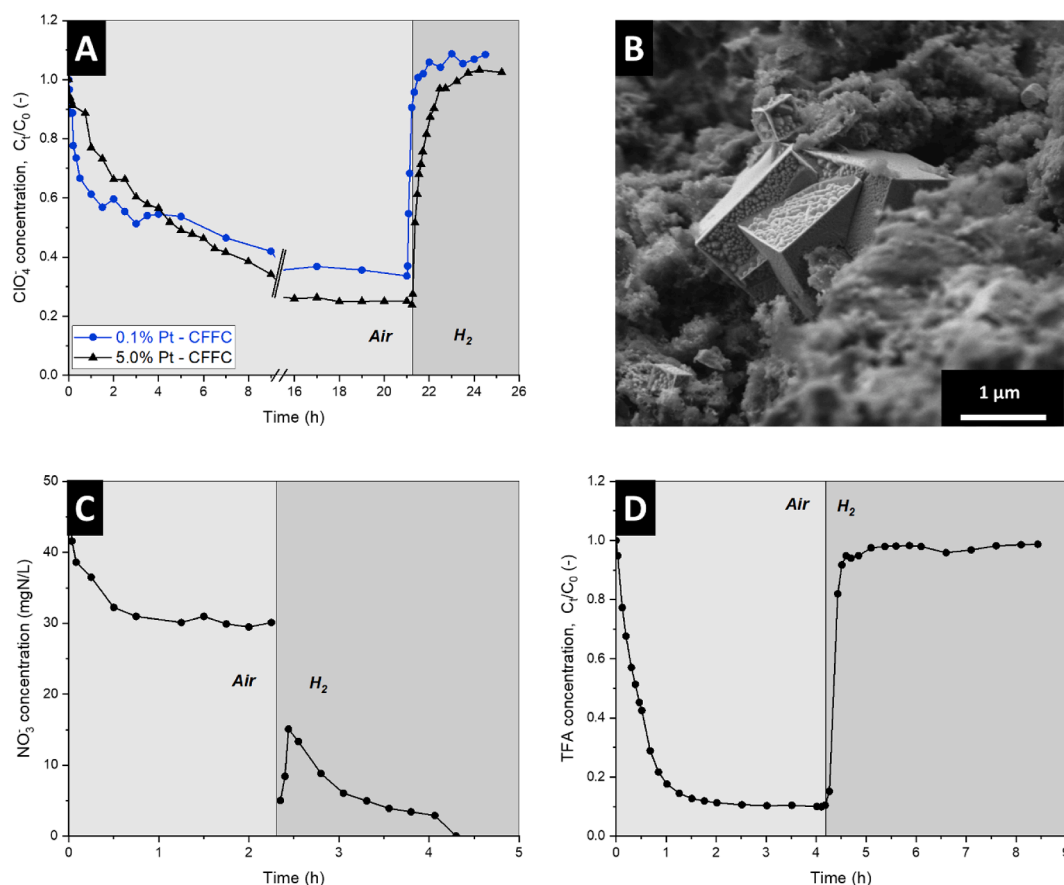 A
ClO₄⁻ concentration, Cₜ/C₀ (-)
1.2
1.0
0.8
0.6
0.4
0.2
0.0
0.1% Pt - CFFC
5.0% Pt - CFFC
Air
H₂
0 2 4 6 8 16 18 20 22 24 26
Time (h)
B
1 µm
C
NO₃⁻ concentration (mgN/L)
50
40
30
20
10
0
Air
H₂
0 1 2 3 4 5
Time (h)
D
TFA concentration, Cₜ/C₀ (-)
1.2
1.0
0.8
0.6
0.4
0.2
0.0
Air
H₂
0 1 2 3 4 5 6 7 8 9
Time (h)